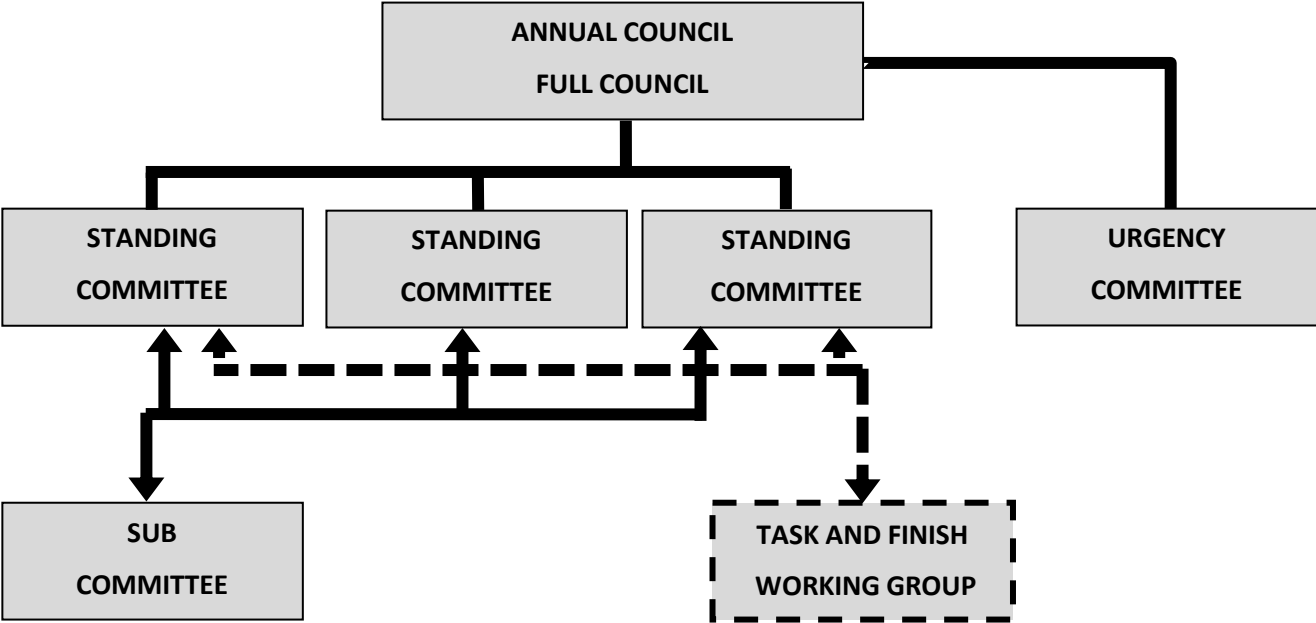 ANNUAL COUNCIL
FULL COUNCIL
STANDING
COMMITTEE
STANDING
COMMITTEE
STANDING
COMMITTEE
URGENCY
COMMITTEE
SUB
COMMITTEE
TASK AND FINISH
WORKING GROUP